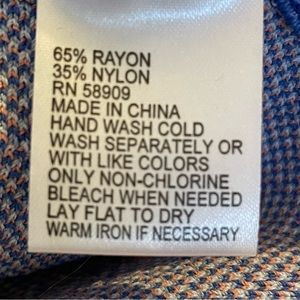 65% RAYON
35% NYLON
RN 58909
MADE IN CHINA
HAND WASH COLD
WASH SEPARATELY OR
WITH LIKE COLORS
ONLY NON-CHLORINE
BLEACH WHEN NEEDED
LAY FLAT TO DRY
WARM IRON IF NECESSARY